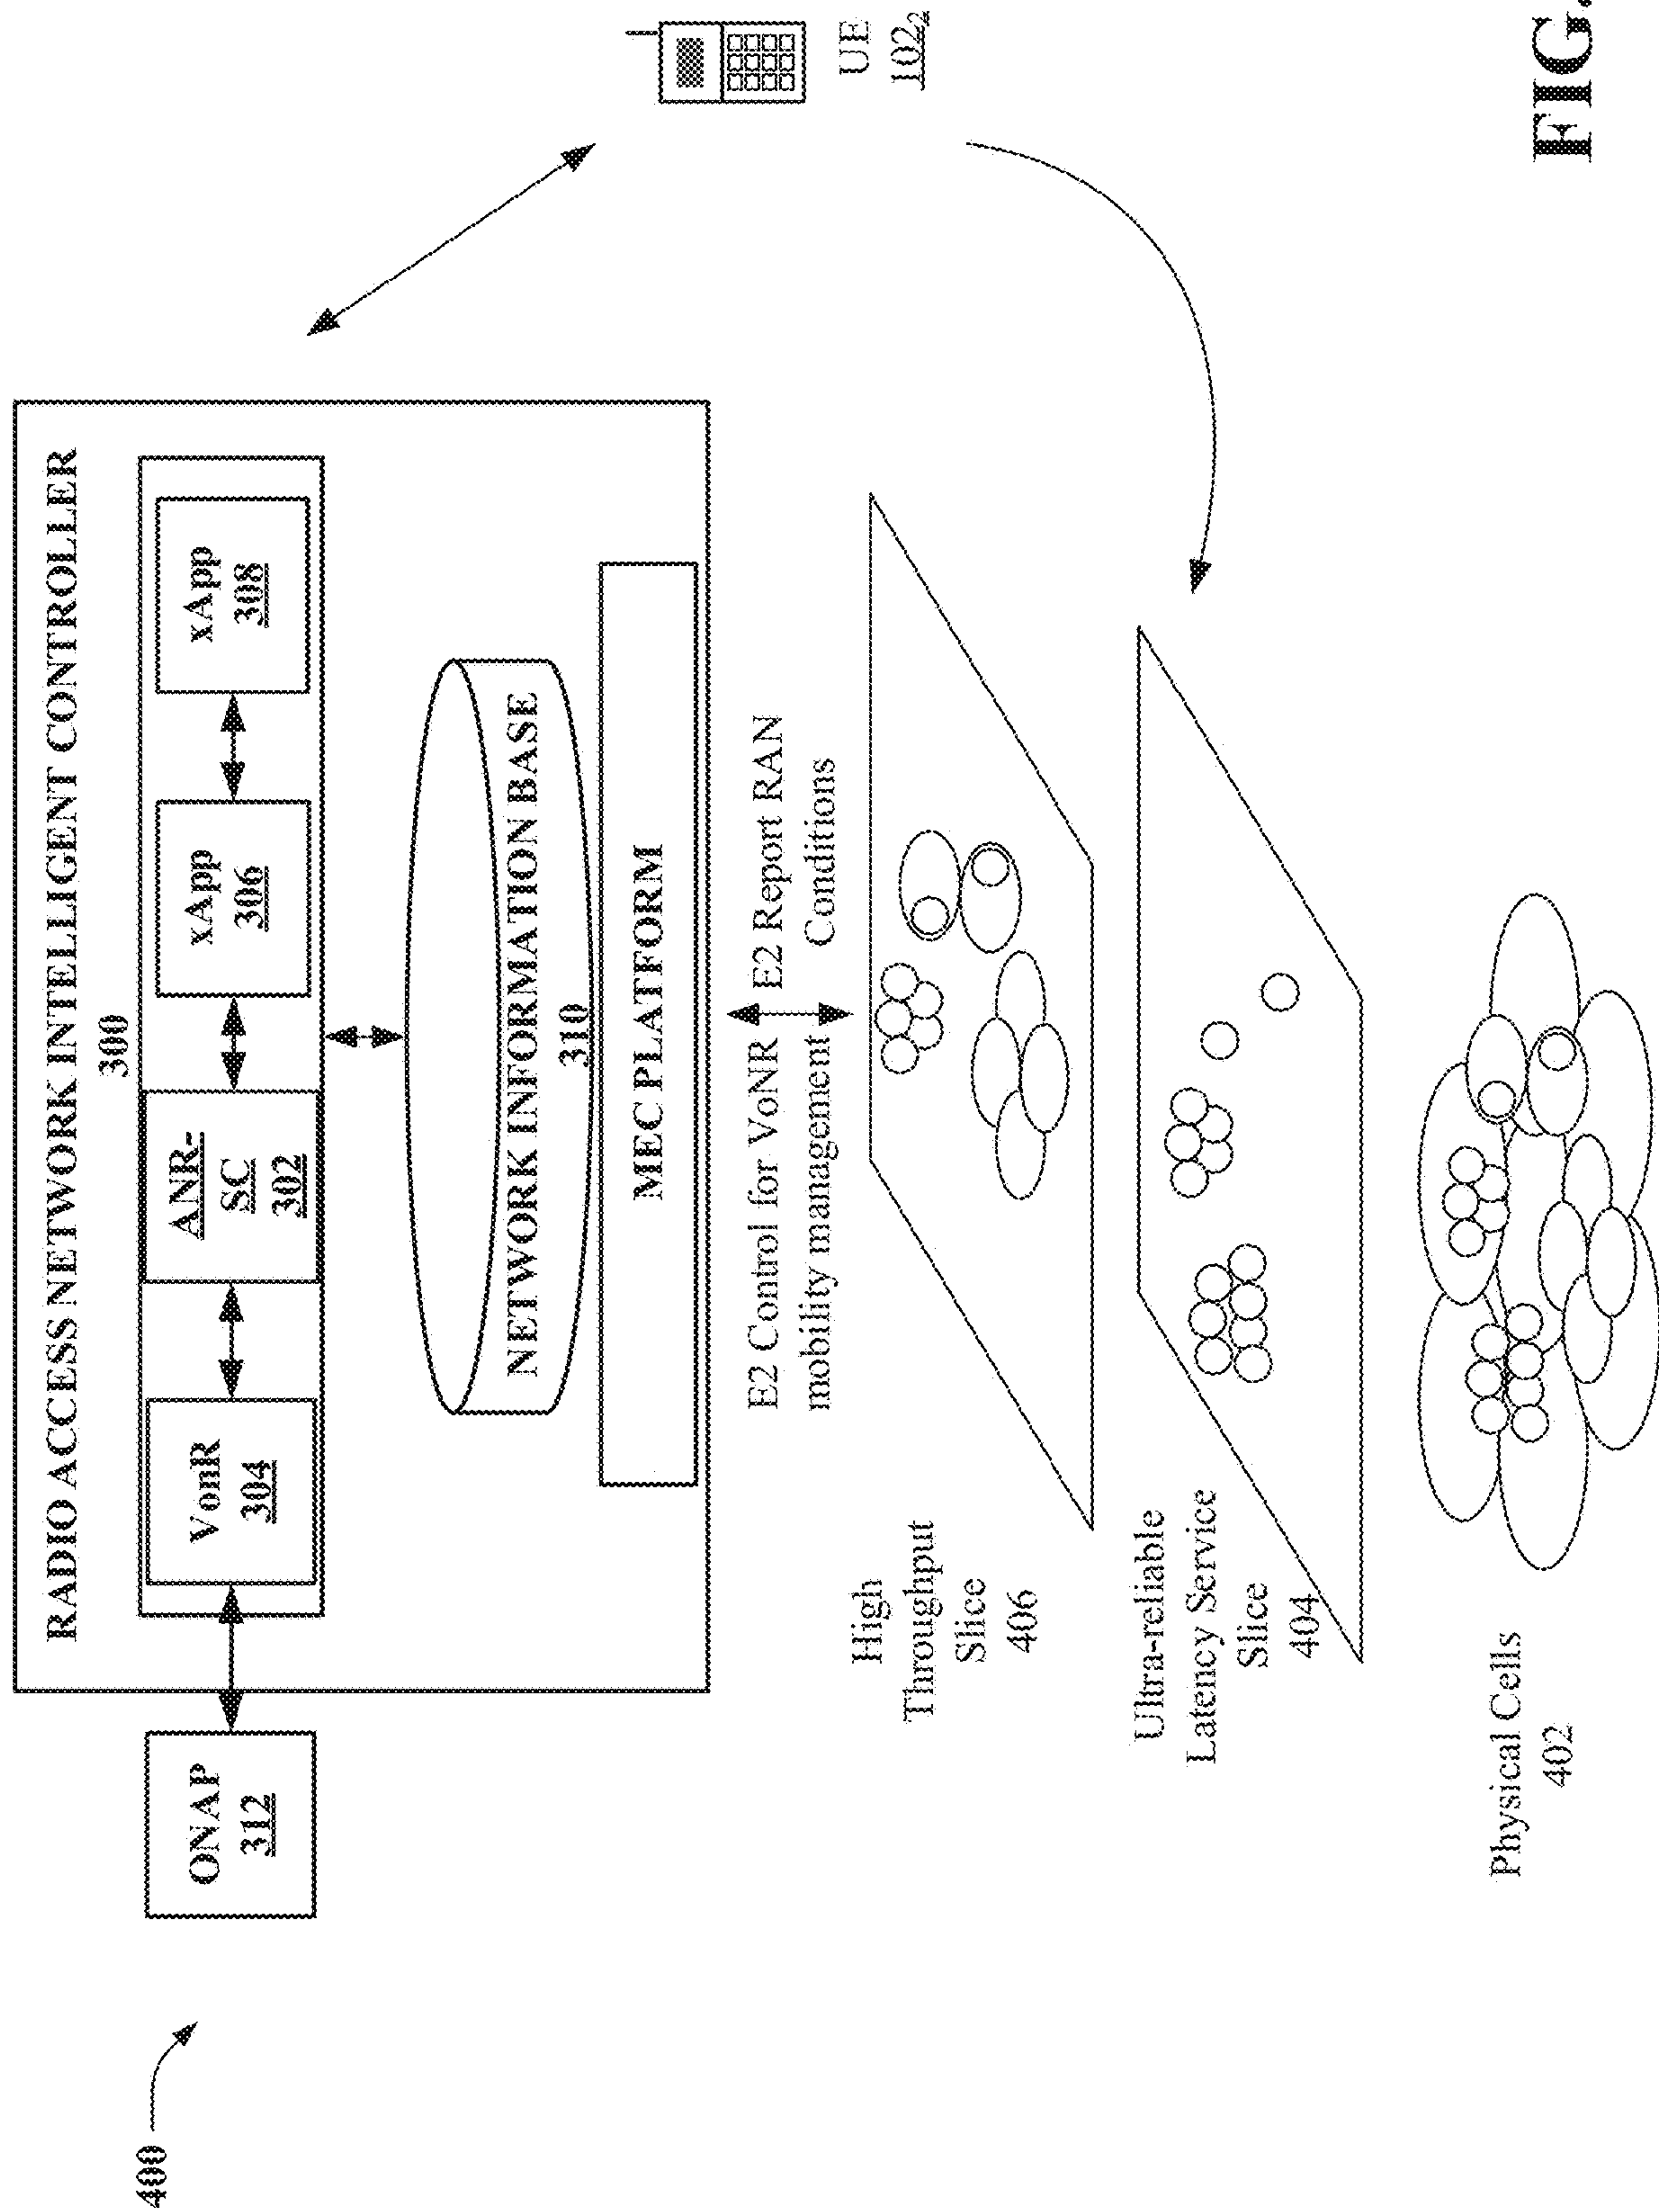 400
RADIO ACCESS NETWORK INTELLIGENT CONTROLLER
300
ONAP
312
VonR
304
ANR-
SC
302
xApp
306
xApp
308
NETWORK INFORMATION BASE
310
MEC PLATFORM
E2 Control for VoNR
mobility management
E2 Report RAN
Conditions
UE
102₂
High
Throughput
Slice
406
Ultra-reliable
Latency Service
Slice
404
Physical Cells
402
FIG.